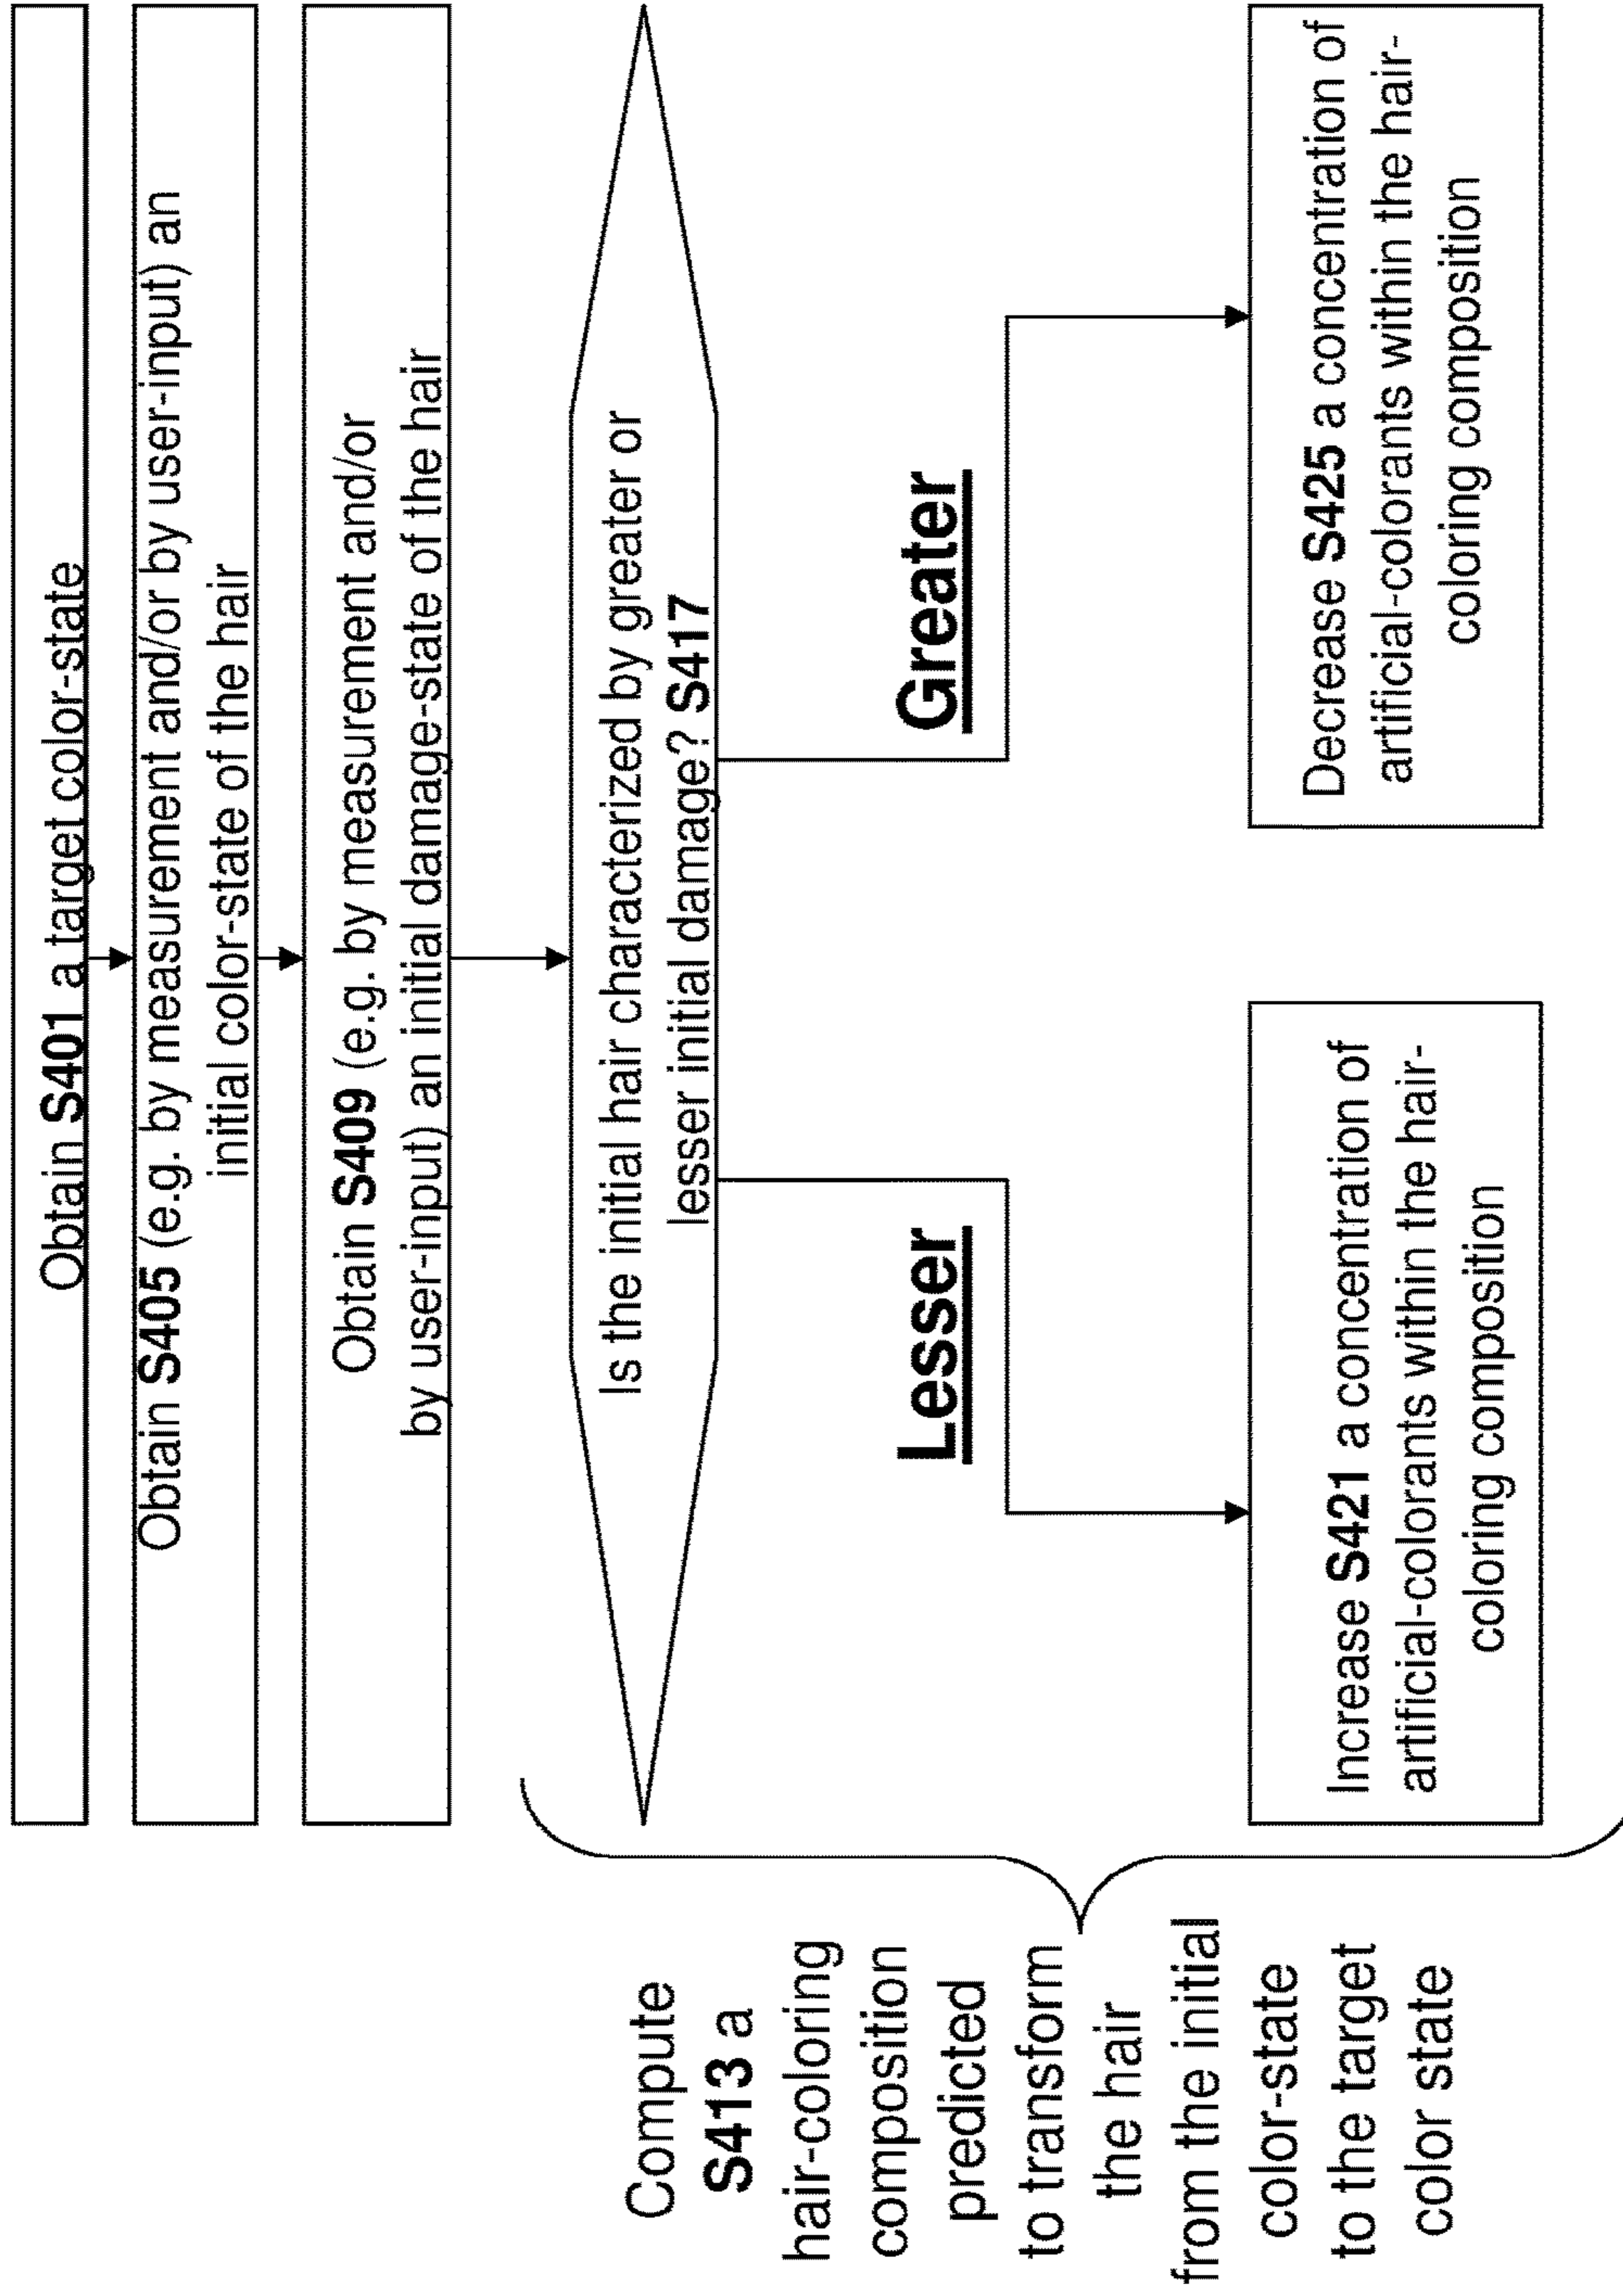 Obtain S401 a target color-state
Obtain S405 (e.g. by measurement and/or by user-input) an
initial color-state of the hair
Obtain S409 (e.g. by measurement and/or
by user-input) an initial damage-state of the hair
Is the initial hair characterized by greater or
lesser initial damage? S417
Lesser
Greater
Compute
S413 a
hair-coloring
composition
predicted
to transform
the hair
from the initial
color-state
to the target
color state
Increase S421 a concentration of
artificial-colorants within the hair-
coloring composition
Decrease S425 a concentration of
artificial-colorants within the hair-
coloring composition